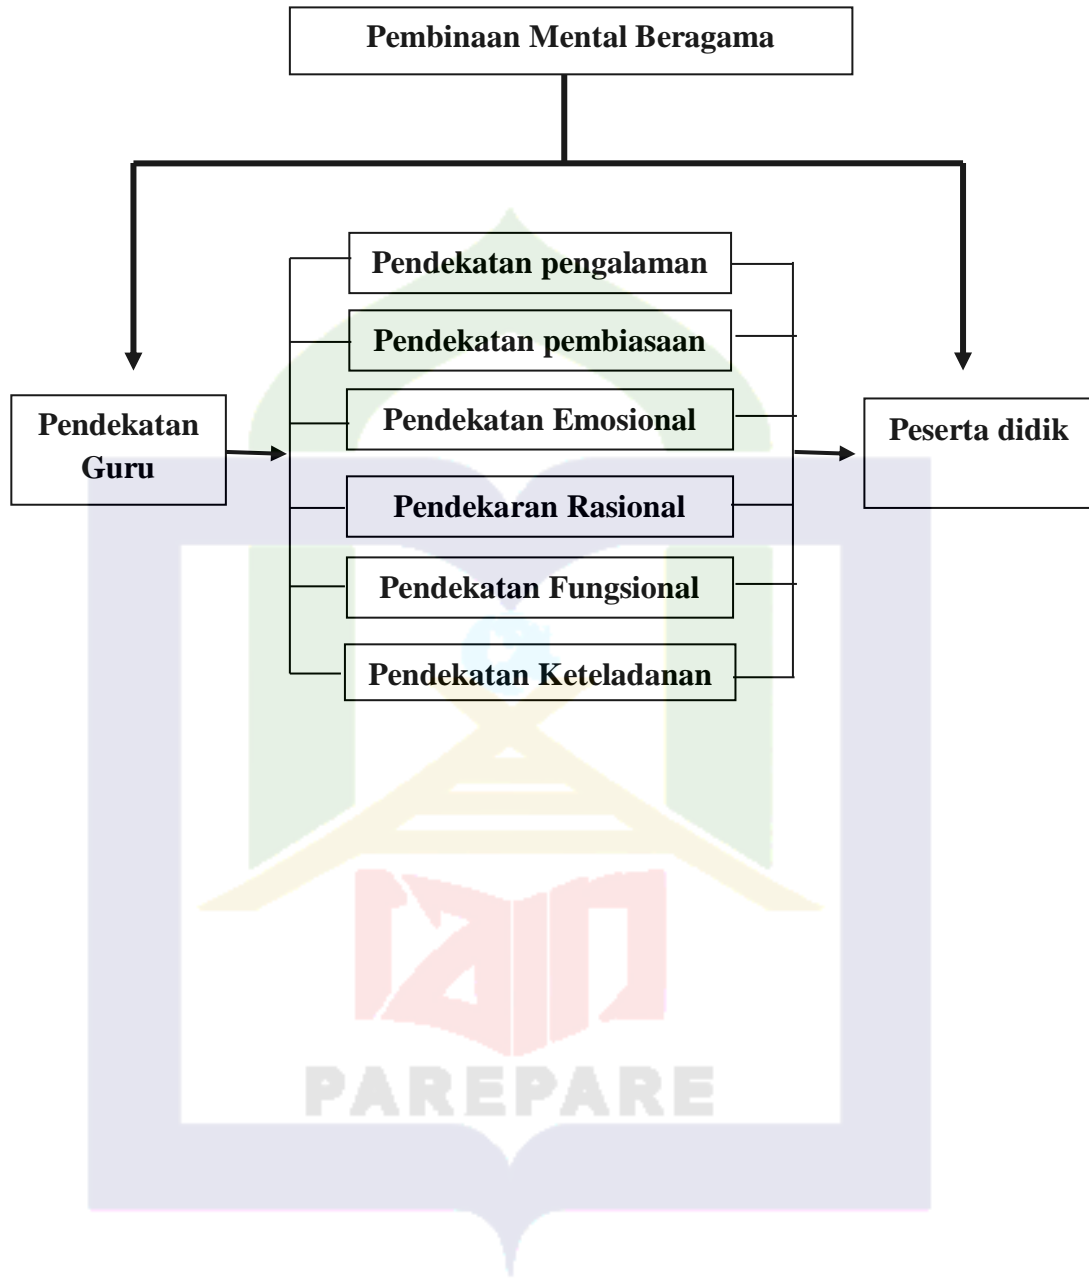 Pembinaan Mental Beragama
Pendekatan pengalaman
Pendekatan pembiasaan
Pendekatan Emosional
Pendekatan
Guru
Peserta didik
Pendekaran Rasional
Pendekatan Fungsional
Pendekatan Keteladanan
iain
PAREPARE